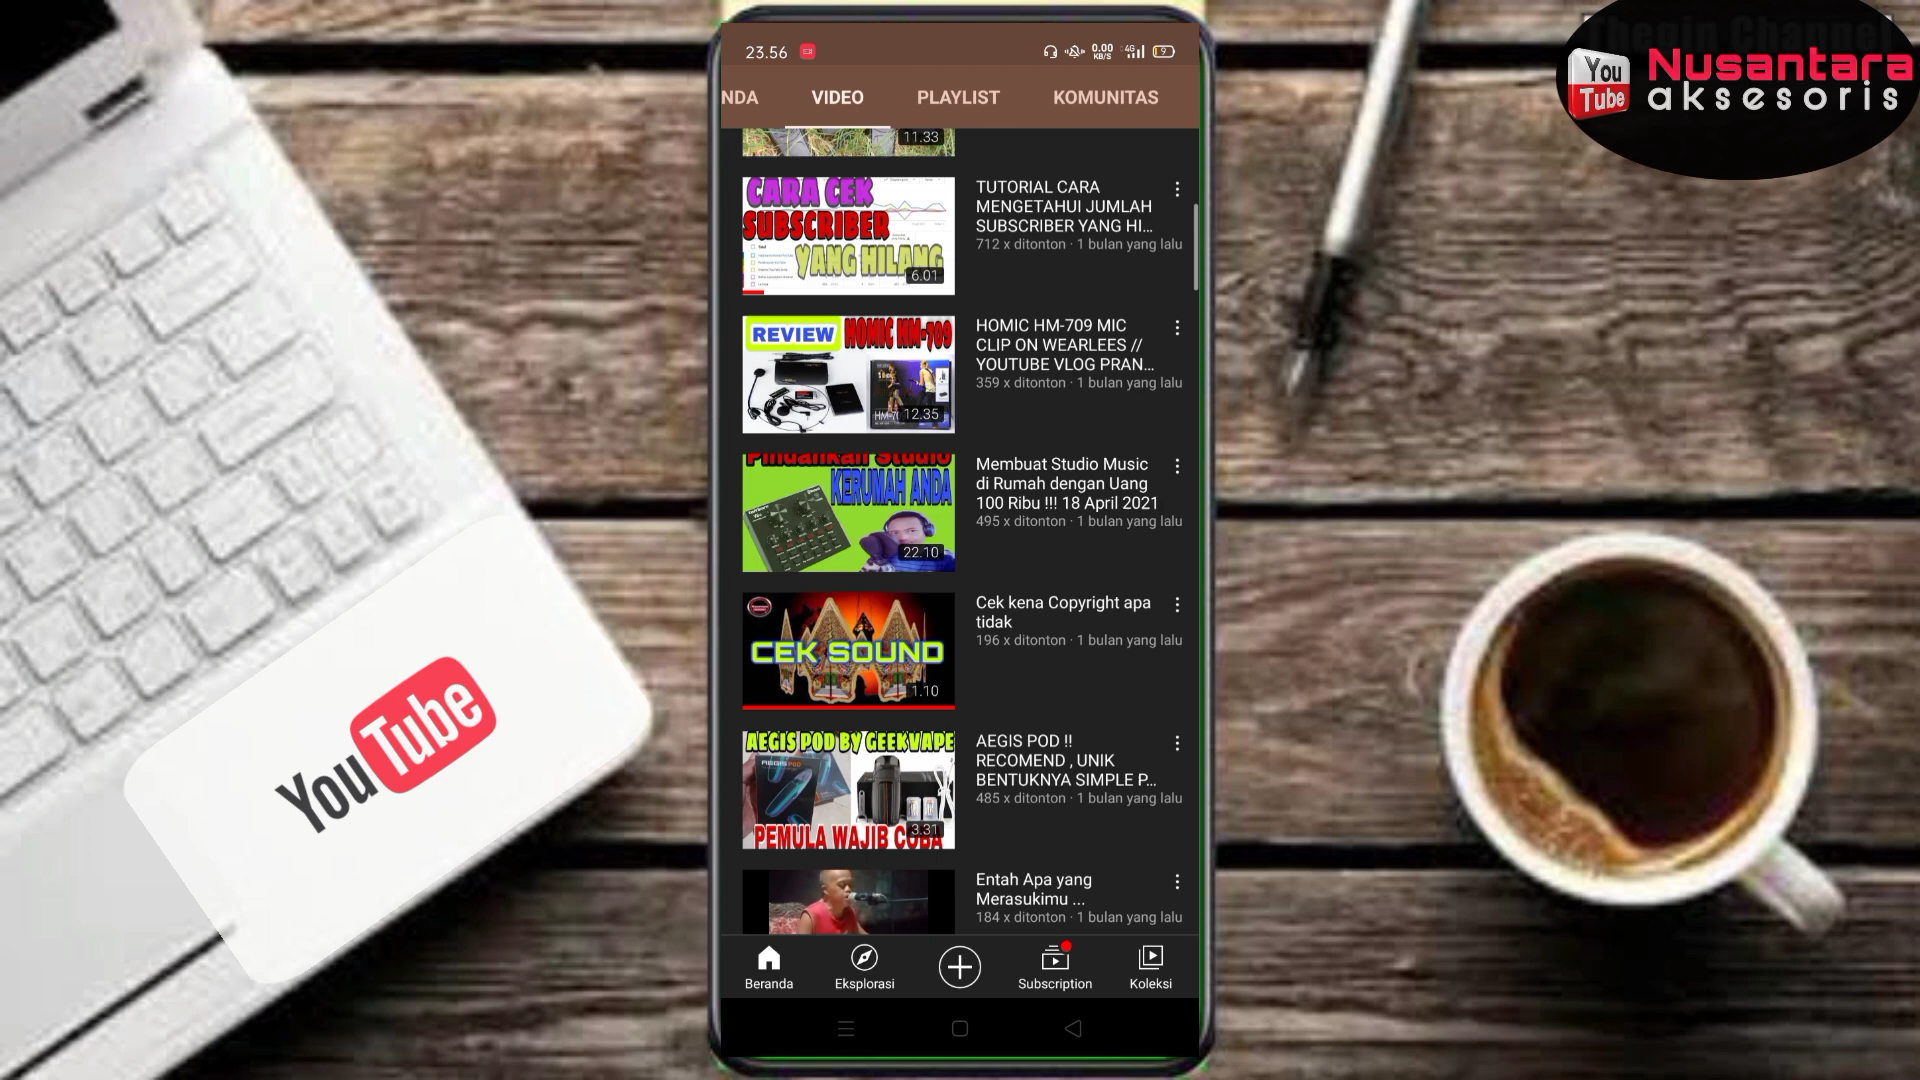 23.56
0.00
KB/S
4G
9
NDA
VIDEO
PLAYLIST
KOMUNITAS
You
Tube
Nusantara
aksesoris
11.33
CARA CEK
SUBSCRIBER
YANG HILANG
6.01
TUTORIAL CARA
MENGETAHUI JUMLAH
SUBSCRIBER YANG HI...
712 x ditonton · 1 bulan yang lalu
REVIEW
HOMIC HM-709
12.35
HOMIC HM-709 MIC
CLIP ON WEARLEES //
YOUTUBE VLOG PRAN...
359 x ditonton · 1 bulan yang lalu
Pindahkan Studio
KERUMAH ANDA
22.10
Membuat Studio Music
di Rumah dengan Uang
100 Ribu !!! 18 April 2021
495 x ditonton · 1 bulan yang lalu
CEK SOUND
1.10
Cek kena Copyright apa
tidak
196 x ditonton · 1 bulan yang lalu
AEGIS POD BY GEEKVAPE
AEGIS POD
PEMULA WAJIB COBA
3.31
AEGIS POD !!
RECOMEND , UNIK
BENTUKNYA SIMPLE P...
485 x ditonton · 1 bulan yang lalu
Entah Apa yang
Merasukimu ...
184 x ditonton · 1 bulan yang lalu
Beranda
Eksplorasi
Subscription
Koleksi
YouTube